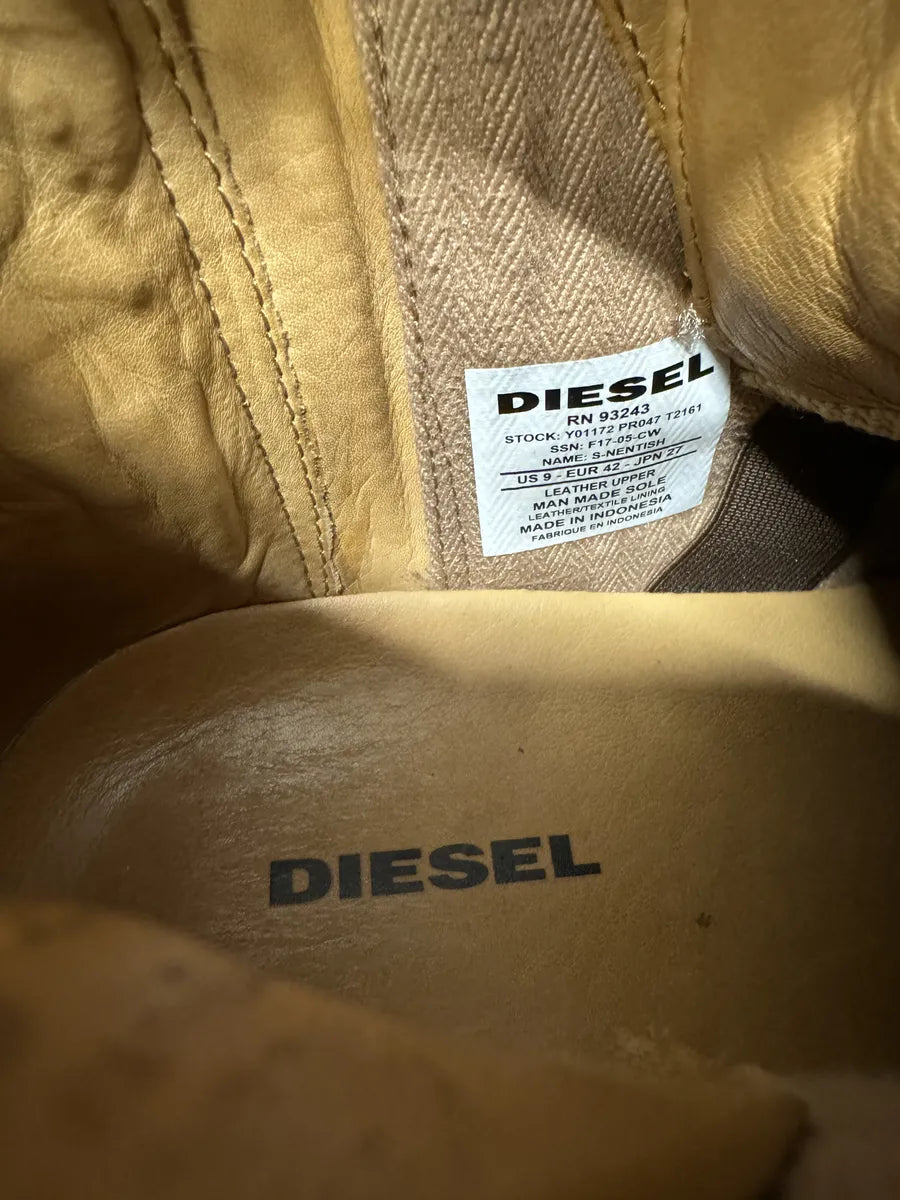 DIESEL
RN 93243
STOCK: Y01172 PR047 T2161
SSN: F17-05-CW
NAME: S-NENTISH
US 9 - EUR 42 - JPN 27
LEATHER UPPER
MAN MADE SOLE
LEATHER/TEXTILE LINING
MADE IN INDONESIA
FABRIQUE EN INDONESIA
DIESEL